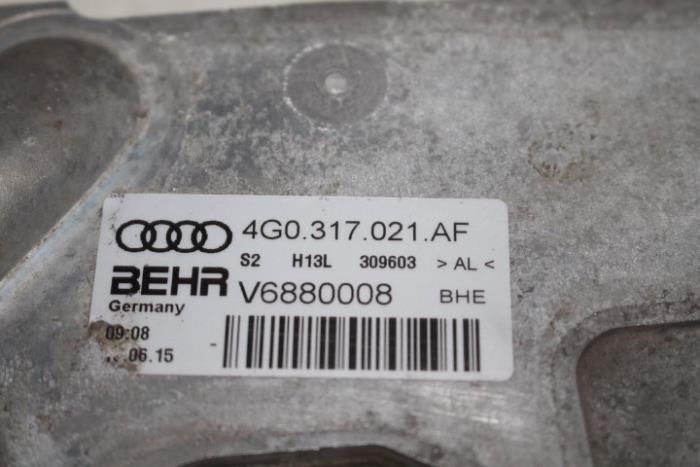 4G0.317.021.AF
S2 H13L 309603 > AL <
BEHR V6880008 BHE
Germany
09:08
.06.15 -